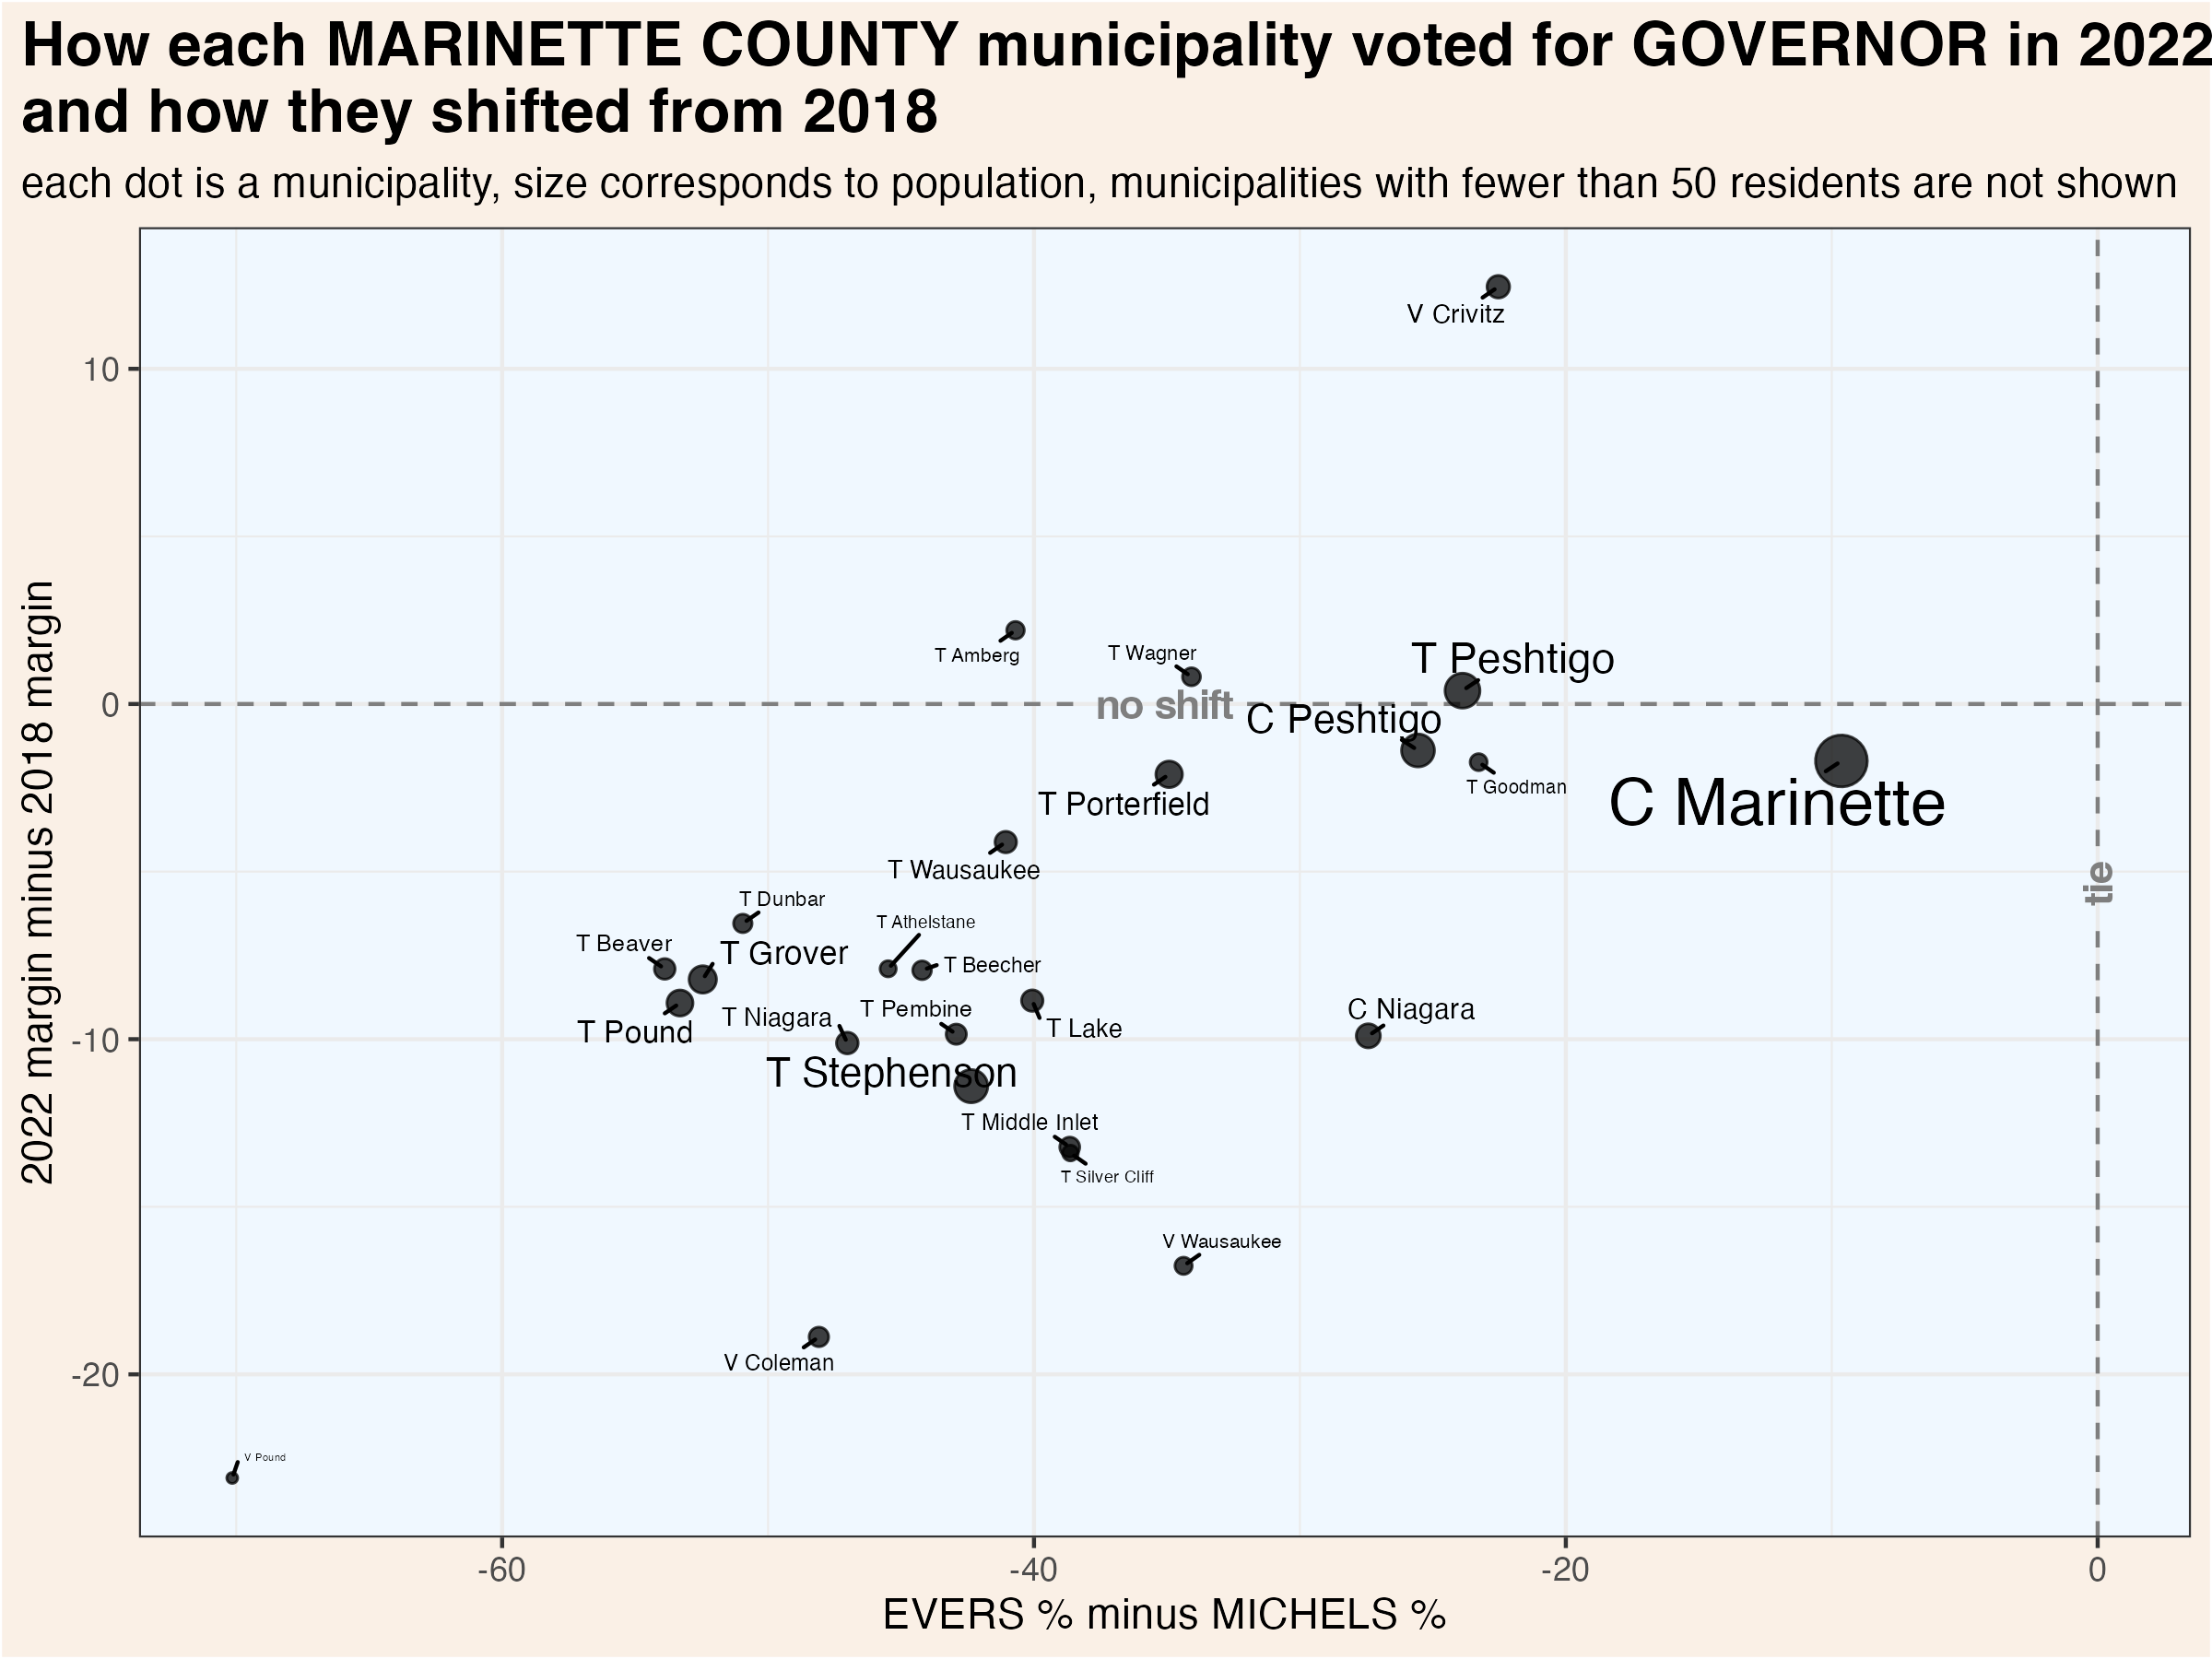 How each MARINETTE COUNTY municipality voted for GOVERNOR in 2022
and how they shifted from 2018
each dot is a municipality, size corresponds to population, municipalities with fewer than 50 residents are not shown
V Crivitz
10
T Amberg
T Wagner
T Peshtigo
0
no shift
C Peshtigo
T Goodman
C Marinette
T Porterfield
T Wausaukee
tie
T Dunbar
T Athelstane
T Beaver
T Grover
T Beecher
T Pembine
C Niagara
T Niagara
T Lake
T Pound
-10
T Stephenson
T Middle Inlet
T Silver Cliff
V Wausaukee
V Coleman
-20
V Pound
2022 margin minus 2018 margin
-60
-40
-20
0
EVERS % minus MICHELS %